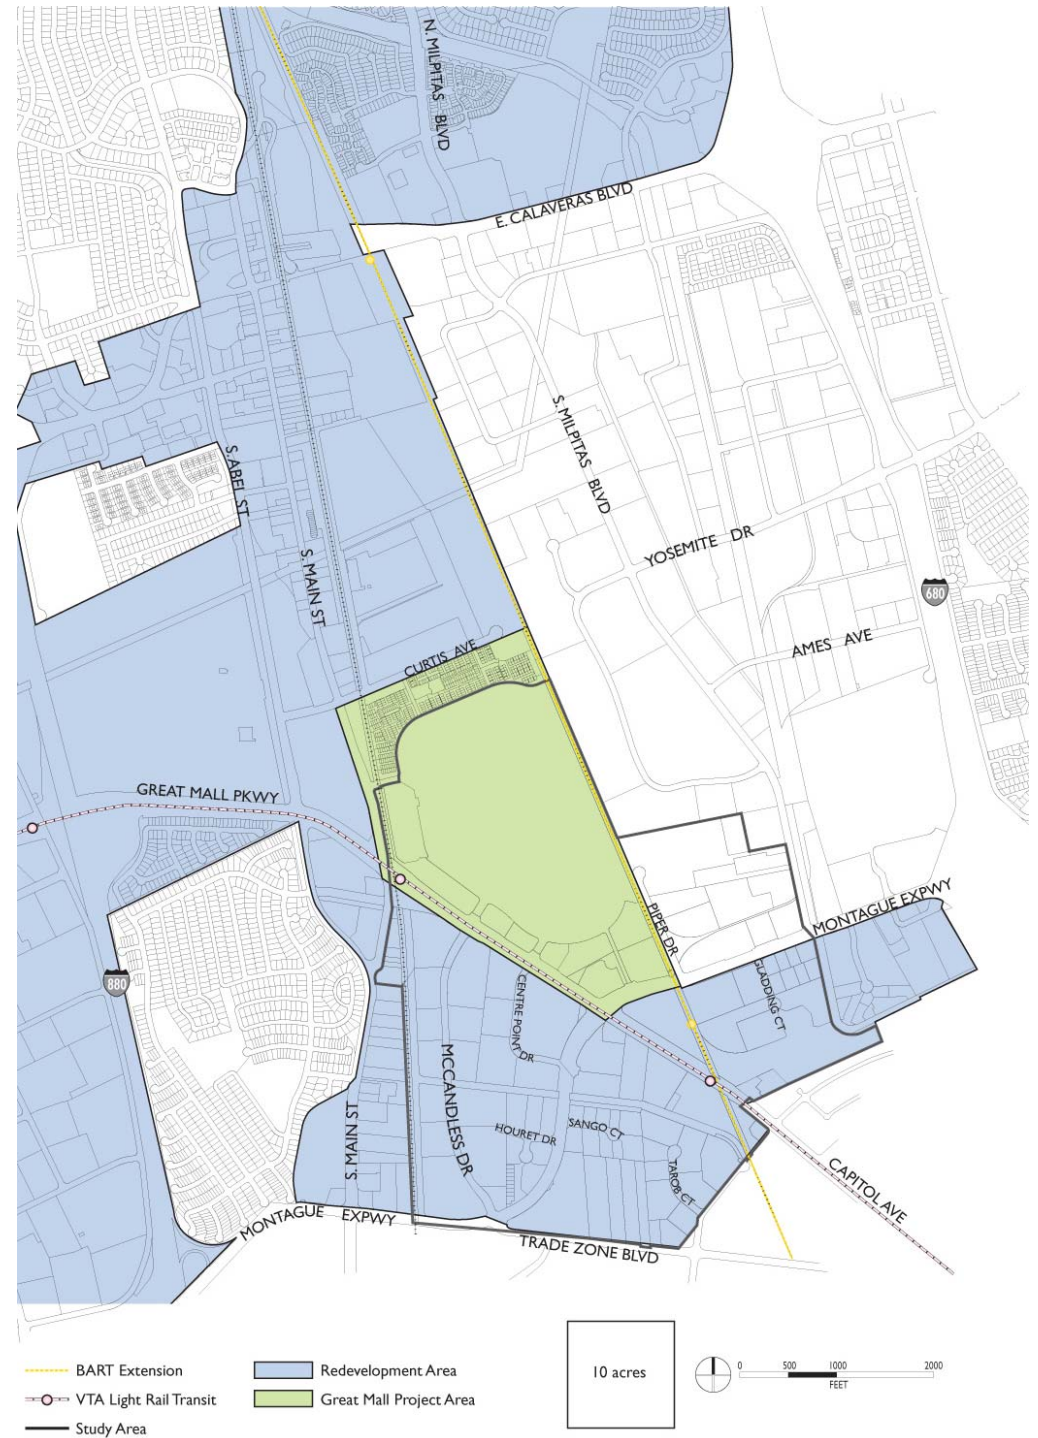 N. MILPITAS BLVD
E. CALAVERAS BLVD
S. MILPITAS BLVD
S. ABEL ST
S. MAIN ST
YOSEMITE DR
680
AMES AVE
CURTIS AVE
GREAT MALL PKWY
PIPER DR
MONTAGUE EXPWY
880
GLADDING CT
CENTRE POINT DR
MCCANDLESS DR
S. MAIN ST
HOURET DR
SANGO CT
TAROB CT
CAPITOL AVE
MONTAGUE EXPWY
TRADE ZONE BLVD
BART Extension
VTA Light Rail Transit
Study Area
Redevelopment Area
Great Mall Project Area
10 acres
0 500 1000 2000
FEET